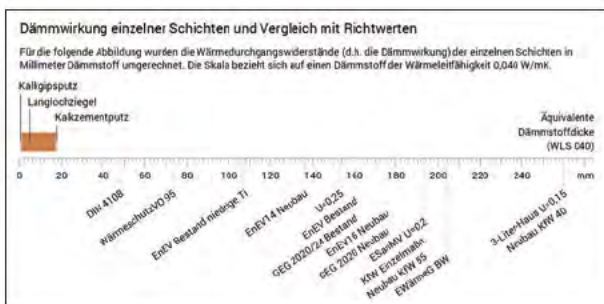 Dämmwirkung einzelner Schichten und Vergleich mit Richtwerten
Für die folgende Abbildung wurden die Wärmedurchgangswiderstände (d.h. die Dämmwirkung) der einzelnen Schichten in
Millimeter Dämmstoff umgerechnet. Die Skala bezieht sich auf einen Dämmstoff der Wärmeleitfähigkeit 0,040 W/mK.
Kalkgipsputz
Langlochziegel
Kalkzementputz
Äquivalente
Dämmstoffdicke
(WLS 040)
0 20 40 60 80 100 120 140 160 180 200 220 240 mm
DIN 4108
WärmeschutzVO 95
EnEV Bestand niedrige Ti
EnEV14 Neubau
U=0,25
EnEV Bestand
GEG 2020/24 Bestand
EnEV16 Neubau
GEG 2020 Neubau
ESanMV U=0,2
KfW Einzelmaßn.
Neubau KfW 55
EWärmeG BW
3-Liter-Haus U=0,15
Neubau KfW 40